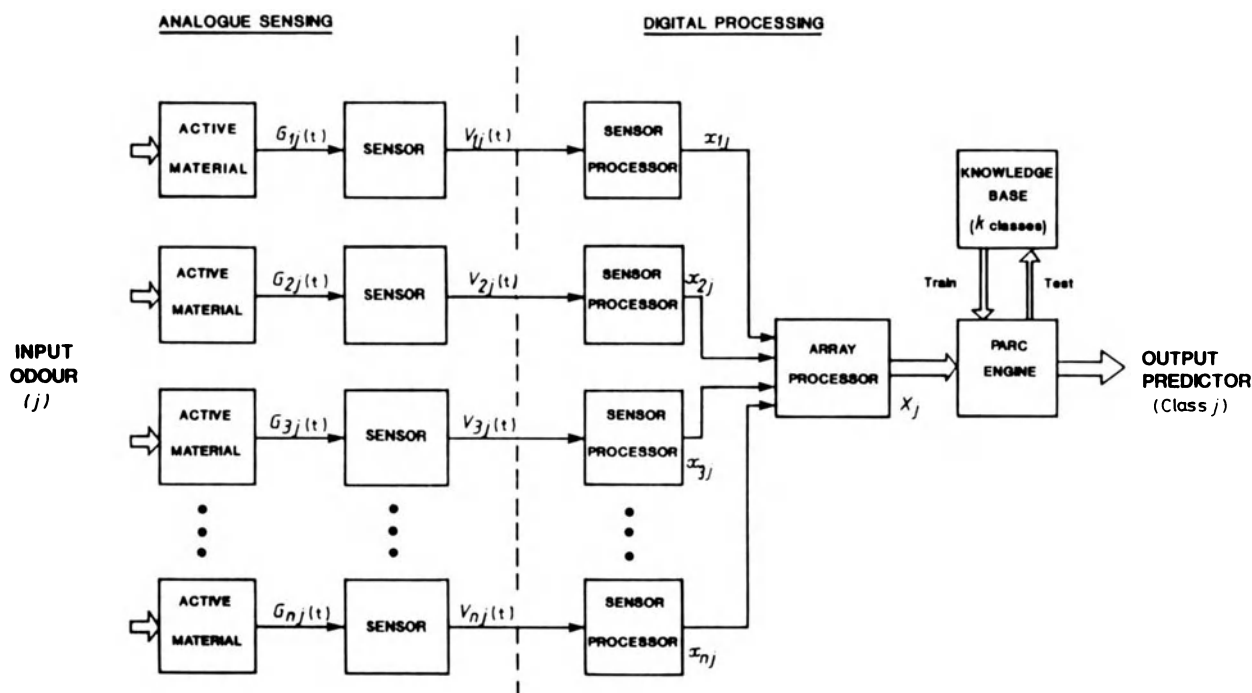 ANALOGUE SENSING
DIGITAL PROCESSING
ACTIVE
MATERIAL
G1j(t)
SENSOR
V1j(t)
SENSOR
PROCESSOR
x1j
KNOWLEDGE
BASE
(k classes)
ACTIVE
MATERIAL
G2j(t)
SENSOR
V2j(t)
SENSOR
PROCESSOR
x2j
Train
Test
INPUT
ODOUR
(j)
ARRAY
PROCESSOR
Xj
PARC
ENGINE
OUTPUT
PREDICTOR
(Class j)
ACTIVE
MATERIAL
G3j(t)
SENSOR
V3j(t)
SENSOR
PROCESSOR
x3j
ACTIVE
MATERIAL
Gnj(t)
SENSOR
Vnj(t)
SENSOR
PROCESSOR
xnj